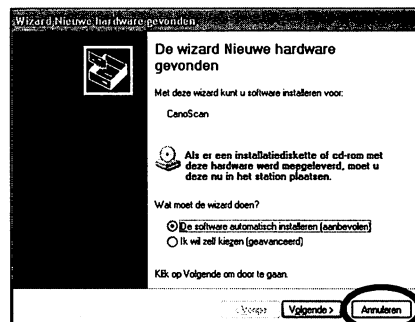 Wizard Nieuwe hardware gevonden
De wizard Nieuwe hardware
gevonden
Met deze wizard kunt u software installeren voor:
CanoScan
Als er een installatiediskette of cd-rom met
deze hardware werd meegeleverd, moet u
deze nu in het station plaatsen.
Wat moet de wizard doen?
De software automatisch installeren (aanbevolen)
Ik wil zelf kiezen (geavanceerd)
Klik op Volgende om door te gaan.
< Vorige Volgende > Annuleren